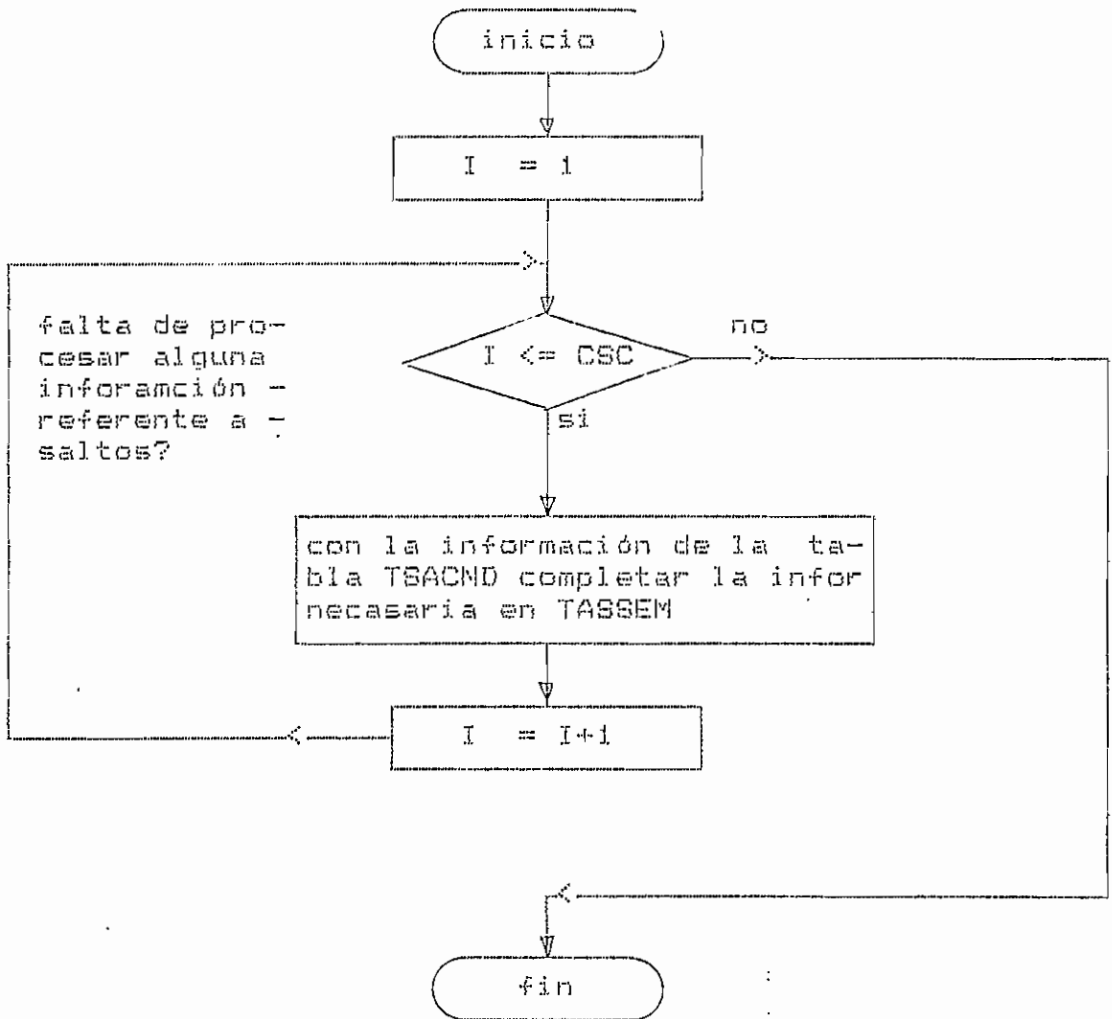 inicio
I = 1
falta de pro-
cesar alguna
inforamción -
referente a -
saltos?
I <= CSC
no
si
con la información de la ta-
bla TSACND completar la infor
necasaria en TASSEM
I = I+1
fin